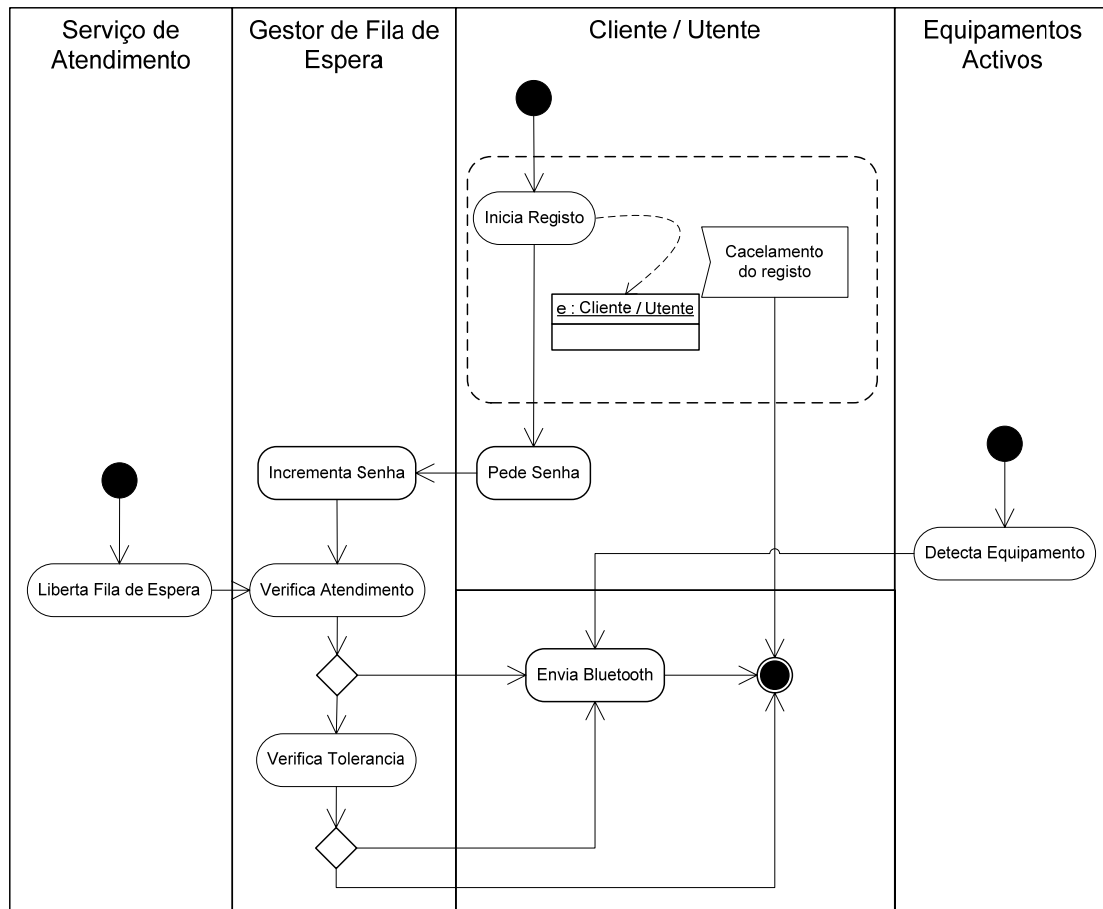 Serviço de
Atendimento
Gestor de Fila de
Espera
Cliente / Utente
Equipamentos
Activos
Inicia Registo
Cacelamento
do registo
e : Cliente / Utente
Incrementa Senha
Pede Senha
Detecta Equipamento
Liberta Fila de Espera
Verifica Atendimento
Envia Bluetooth
Verifica Tolerancia